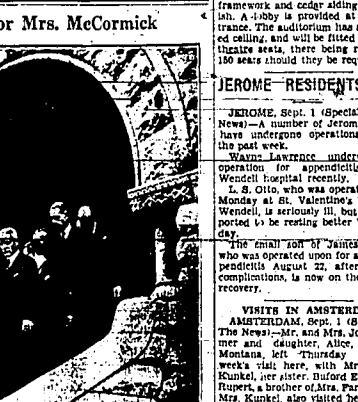 or Mrs. McCormick
framework and cedar siding
ish. A lobby is provided at
trance. The auditorium has a
ed ceiling, and will be fitted
theatre seats, there being r
150 seats should they be req
JEROME RESIDENTS
JEROME, Sept. 1 (Special
News)—A number of Jerom
have undergone operations
the past week.
Wayne Lawrence under
operation for appendicitis
Wendell hospital recently.
L. S. Otto, who was operat
Monday at St. Valentine's
Wendell, is seriously ill, but
ported to be resting better
day.
The small son of James
who was operated upon for a
pendicitis August 22, after
complications, is now on the
recovery.
VISITS IN AMSTERD
AMSTERDAM, Sept. 1 (S
The News)—Mr. and Mrs. Jo
mer and daughter, Alice,
Montana, left Thursday
week's visit here, with Mr
Kunkel, her sister. Buford E
Rupert, a brother of Mrs. Par
Mrs. Kunkel, also visited he